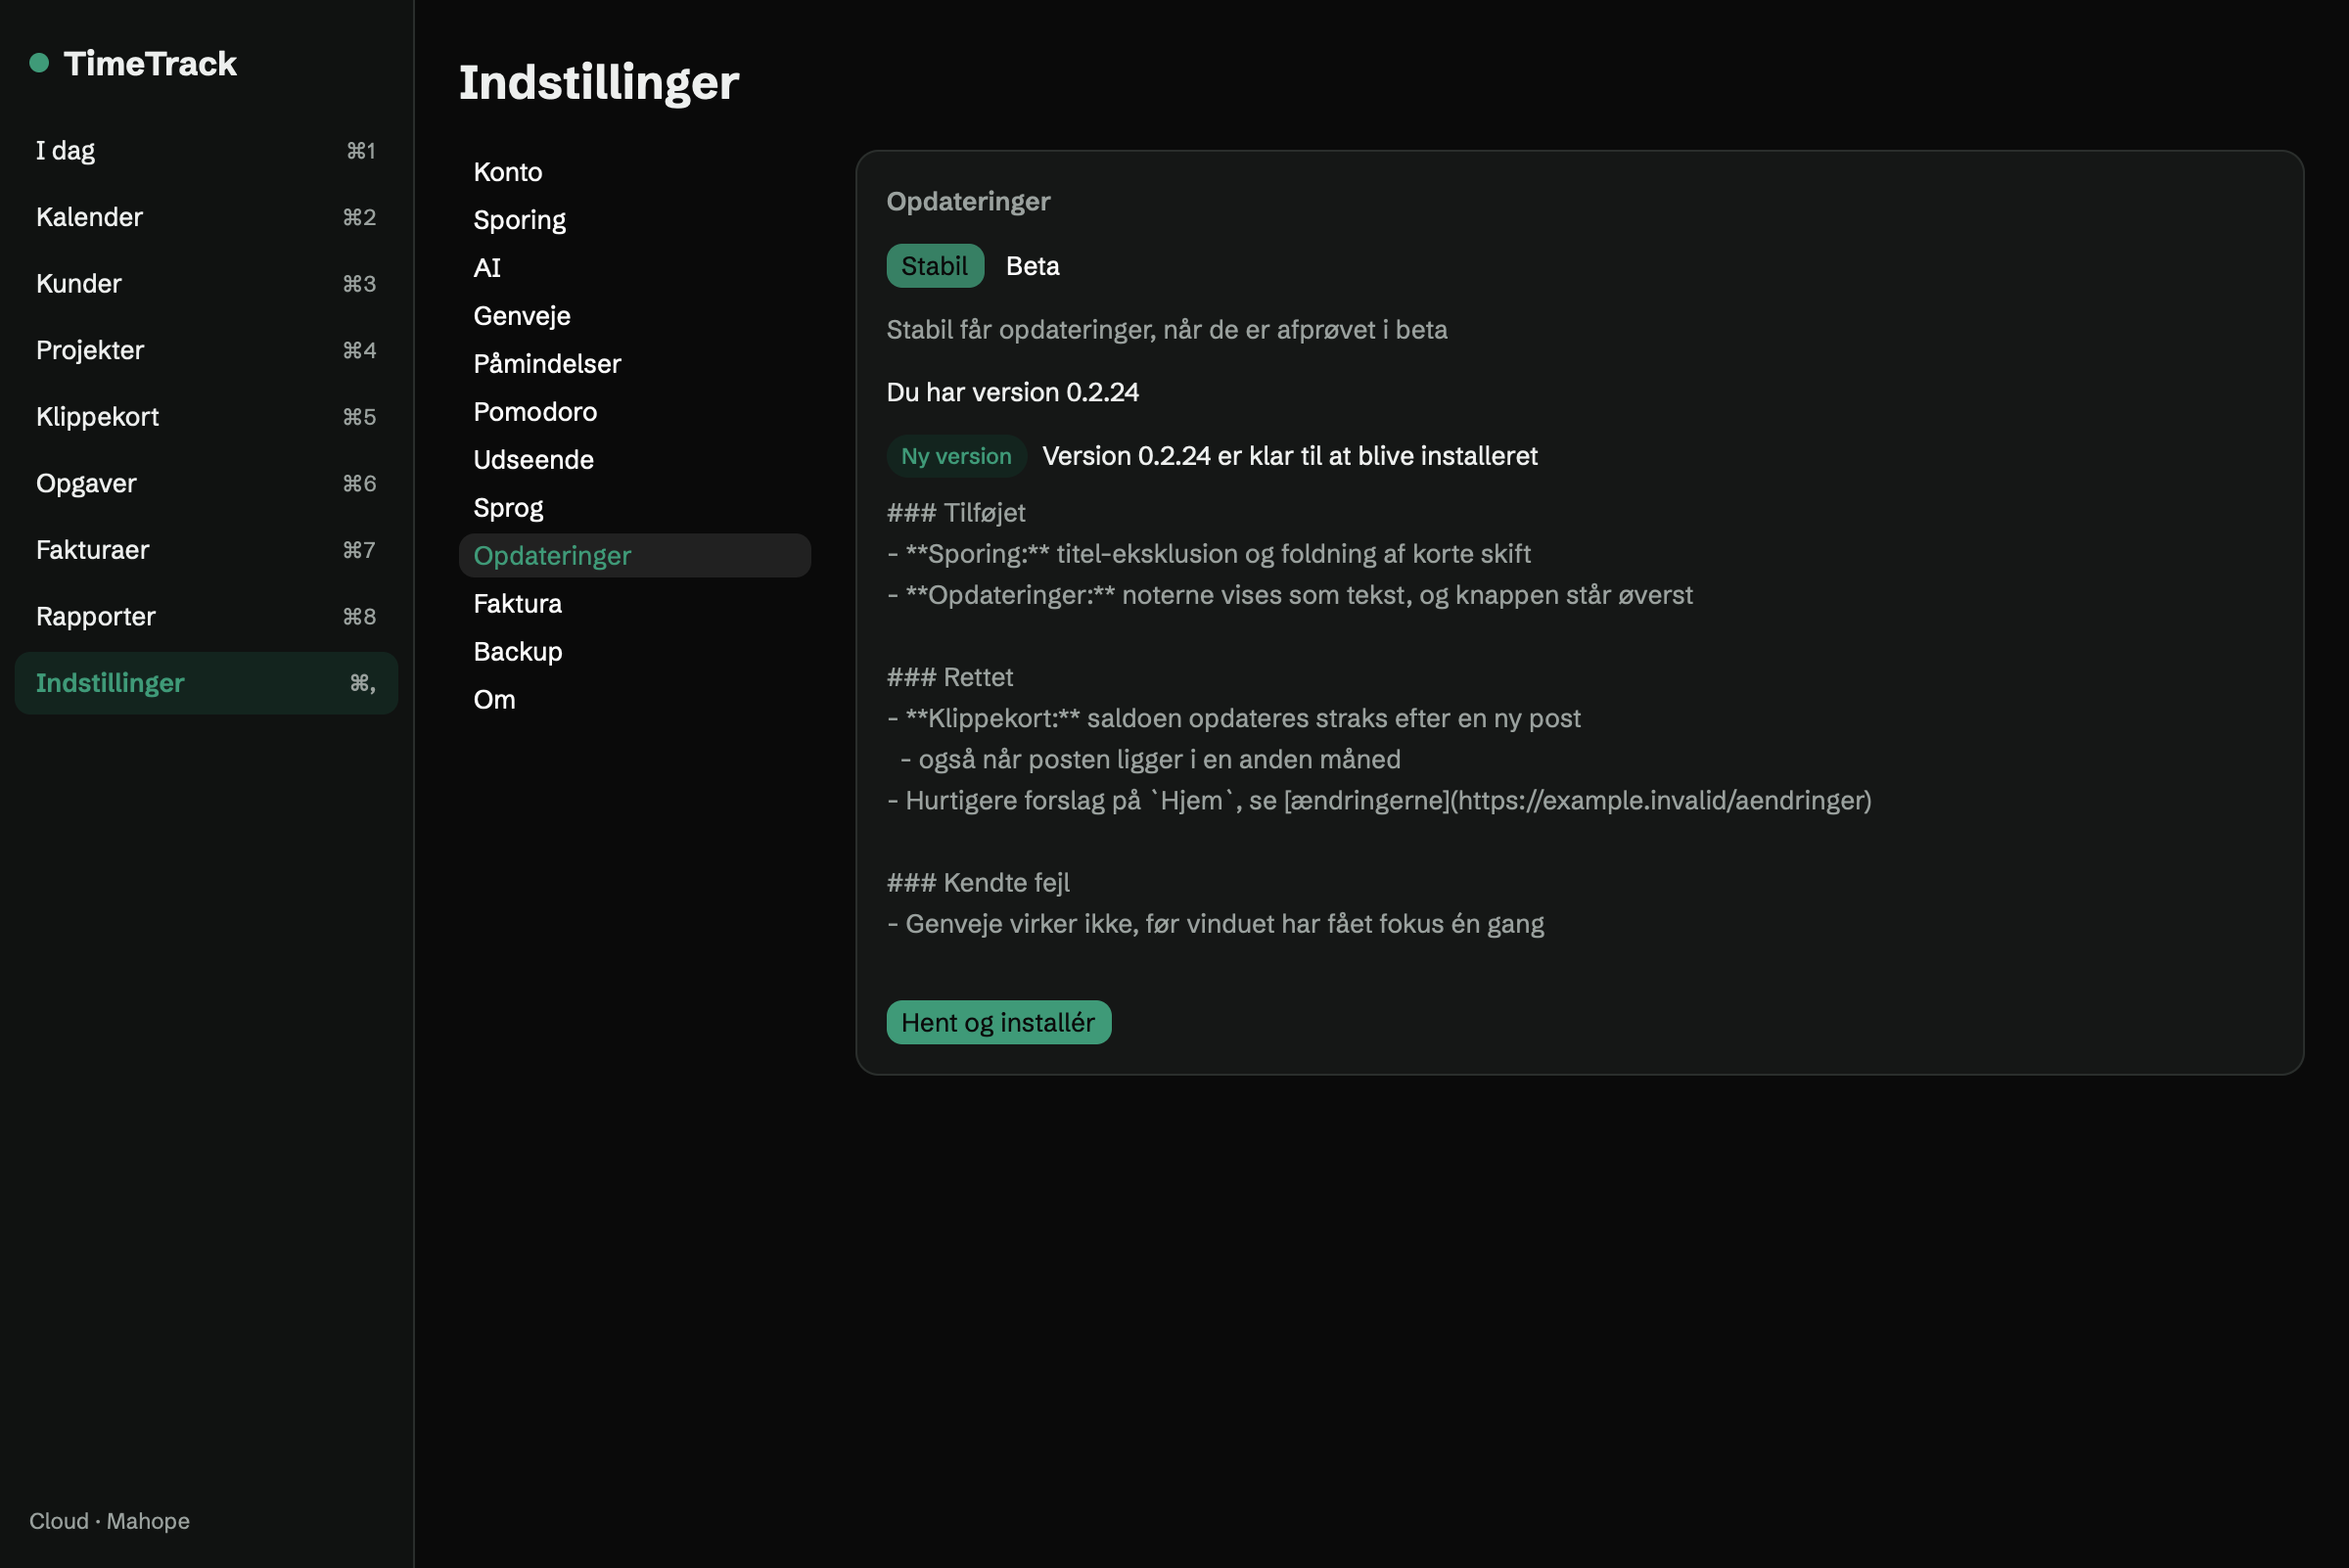 TimeTrack
I dag ⌘1
Kalender ⌘2
Kunder ⌘3
Projekter ⌘4
Klippekort ⌘5
Opgaver ⌘6
Fakturaer ⌘7
Rapporter ⌘8
Indstillinger ⌘,
Cloud · Mahope
Indstillinger
Konto
Sporing
AI
Genveje
Påmindelser
Pomodoro
Udseende
Sprog
Opdateringer
Faktura
Backup
Om
Opdateringer
Stabil Beta
Stabil får opdateringer, når de er afprøvet i beta
Du har version 0.2.24
Ny version Version 0.2.24 er klar til at blive installeret
### Tilføjet
- **Sporing:** titel-eksklusion og foldning af korte skift
- **Opdateringer:** noterne vises som tekst, og knappen står øverst
### Rettet
- **Klippekort:** saldoen opdateres straks efter en ny post
  - også når posten ligger i en anden måned
- Hurtigere forslag på `Hjem`, se [ændringerne](https://example.invalid/aendringer)
### Kendte fejl
- Genveje virker ikke, før vinduet har fået fokus én gang
Hent og installér